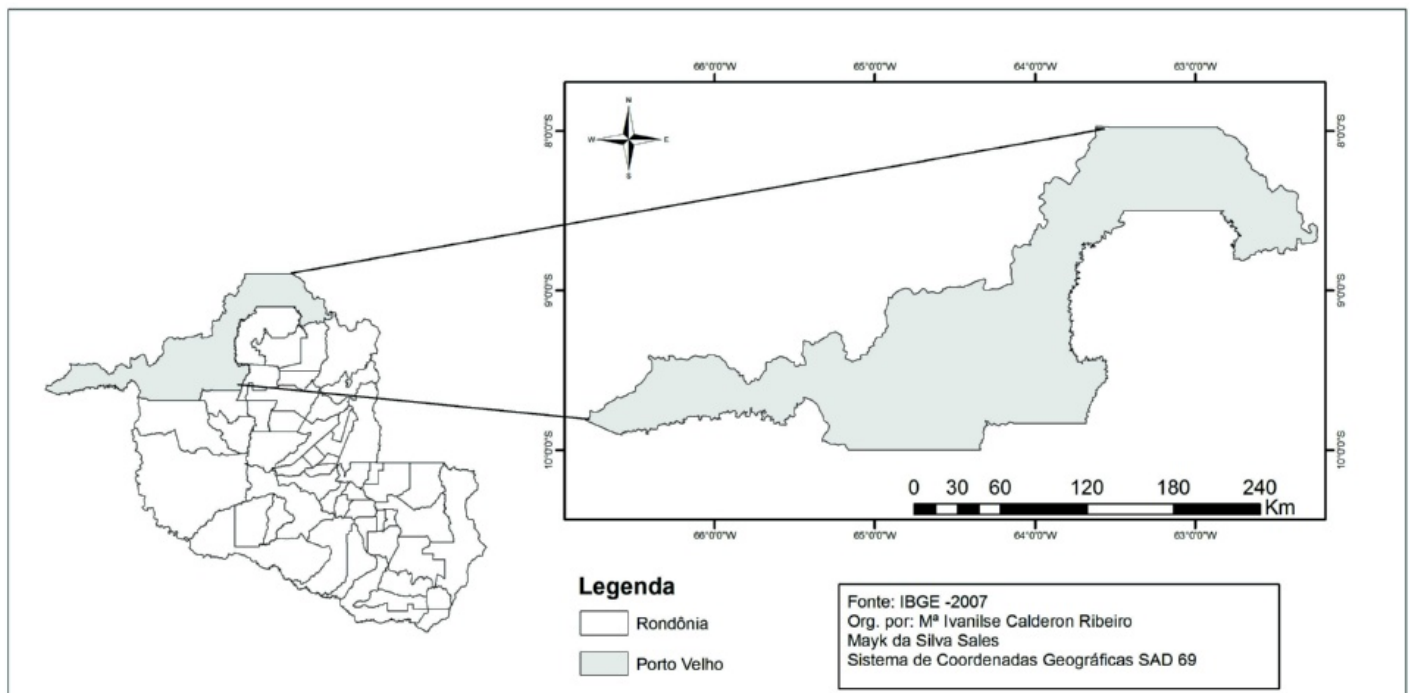 66°0'0"W 65°0'0"W 64°0'0"W 63°0'0"W
N
W E
S
8°0'0"S 8°0'0"S
9°0'0"S 9°0'0"S
10°0'0"S 10°0'0"S
0 30 60 120 180 240
Km
66°0'0"W 65°0'0"W 64°0'0"W 63°0'0"W
Legenda
Rondônia
Porto Velho
Fonte: IBGE -2007
Org. por: Mª Ivanilse Calderon Ribeiro
Mayk da Silva Sales
Sistema de Coordenadas Geográficas SAD 69